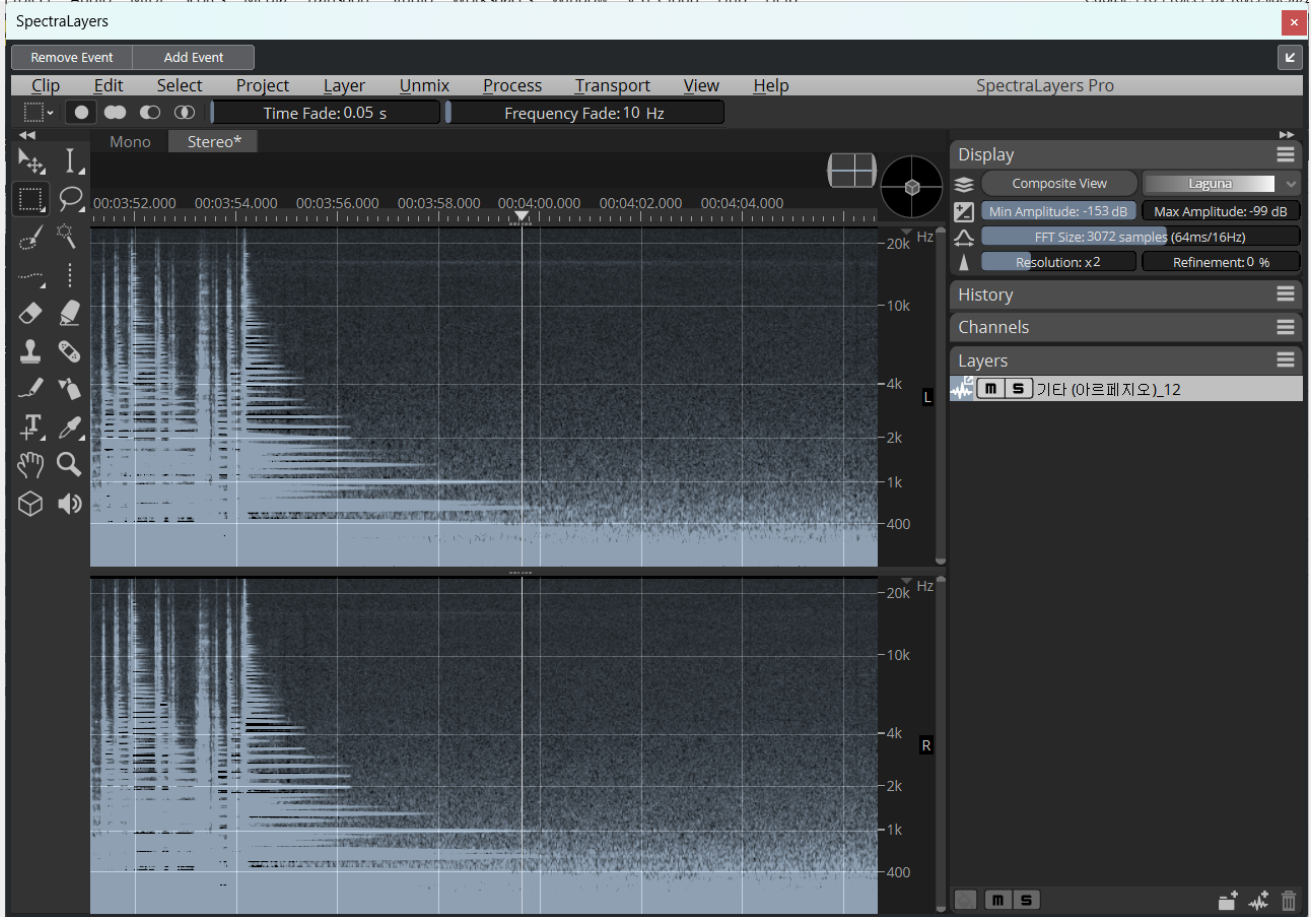 SpectraLayers
Remove Event Add Event
Clip Edit Select Project Layer Unmix Process Transport View Help SpectraLayers Pro
Time Fade: 0.05 s Frequency Fade: 10 Hz
Mono Stereo*
00:03:52.000 00:03:54.000 00:03:56.000 00:03:58.000 00:04:00.000 00:04:02.000 00:04:04.000
Hz
20k
10k
4k
L
2k
1k
400
Hz
20k
10k
4k
R
2k
1k
400
Display
Composite View Laguna
Min Amplitude: -153 dB Max Amplitude: -99 dB
FFT Size: 3072 samples (64ms/16Hz)
Resolution: x2 Refinement: 0 %
History
Channels
Layers
m S 기타 (아르페지오)_12
m S